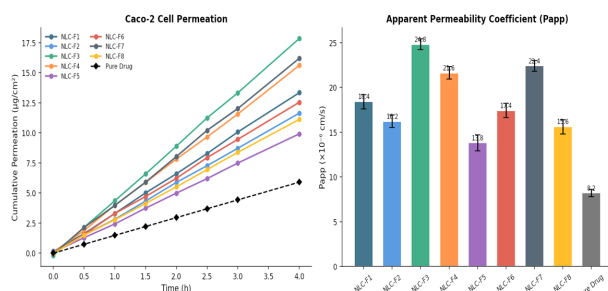 Caco-2 Cell Permeation
NLC-F1
NLC-F2
NLC-F3
NLC-F4
NLC-F5
NLC-F6
NLC-F7
NLC-F8
Pure Drug
Cumulative Permeation (μg/cm²)
17.5
15.0
12.5
10.0
7.5
5.0
2.5
0.0
0.0 0.5 1.0 1.5 2.0 2.5 3.0 4.0
Time (h)
Apparent Permeability Coefficient (Papp)
Papp (×10⁻⁶ cm/s)
25
20
15
10
5
0
18.4 16.2 24.8 21.6 13.8 17.4 22.4 15.6 8.2
NLC-F1 NLC-F2 NLC-F3 NLC-F4 NLC-F5 NLC-F6 NLC-F7 NLC-F8 re Drug